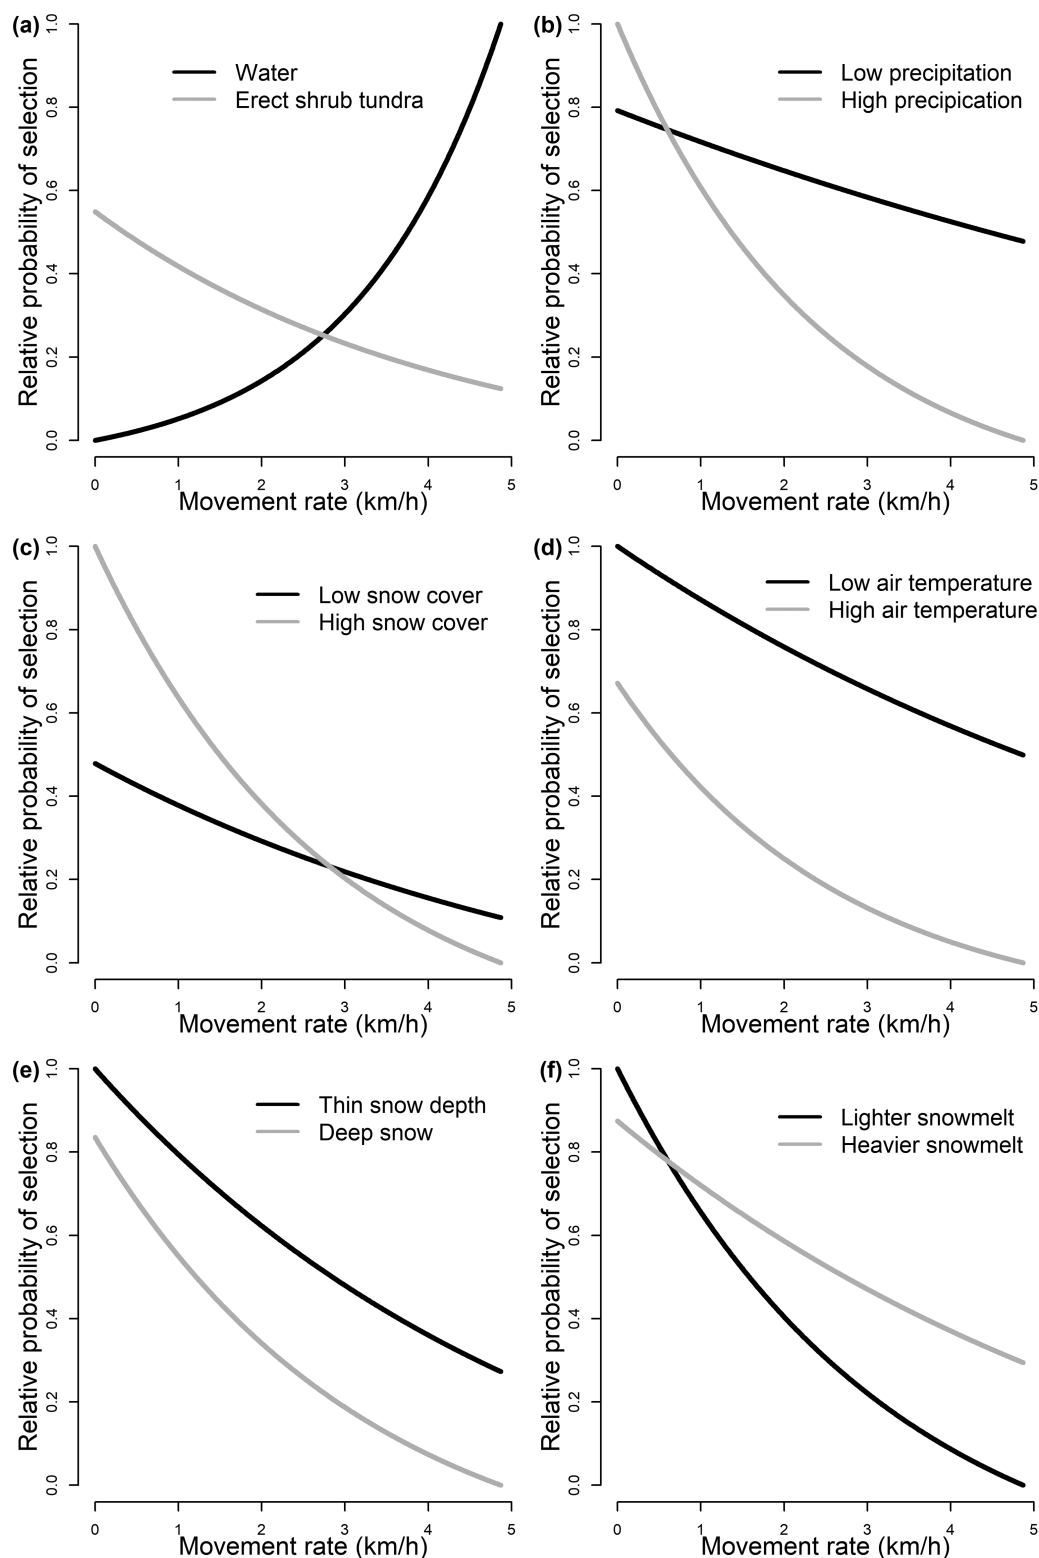 (a)
Relative probability of selection
1.0
0.8
0.6
0.4
0.2
0.0
Water
Erect shrub tundra
0 1 2 3 4 5
Movement rate (km/h)
(b)
Relative probability of selection
1.0
0.8
0.6
0.4
0.2
0.0
Low precipitation
High precipication
0 1 2 3 4 5
Movement rate (km/h)
(c)
Relative probability of selection
1.0
0.8
0.6
0.4
0.2
0.0
Low snow cover
High snow cover
0 1 2 3 4 5
Movement rate (km/h)
(d)
Relative probability of selection
1.0
0.8
0.6
0.4
0.2
0.0
Low air temperature
High air temperature
0 1 2 3 4 5
Movement rate (km/h)
(e)
Relative probability of selection
1.0
0.8
0.6
0.4
0.2
0.0
Thin snow depth
Deep snow
0 1 2 3 4 5
Movement rate (km/h)
(f)
Relative probability of selection
1.0
0.8
0.6
0.4
0.2
0.0
Lighter snowmelt
Heavier snowmelt
0 1 2 3 4 5
Movement rate (km/h)